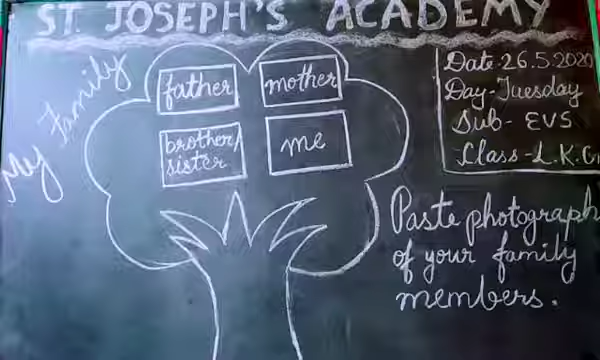 ST. JOSEPH'S ACADEMY
My Family
father
mother
brother/
sister
me
Date-26.5.2020
Day-Tuesday
Sub- EVS
Class-L.K.G
Paste photograph
of your family
members.